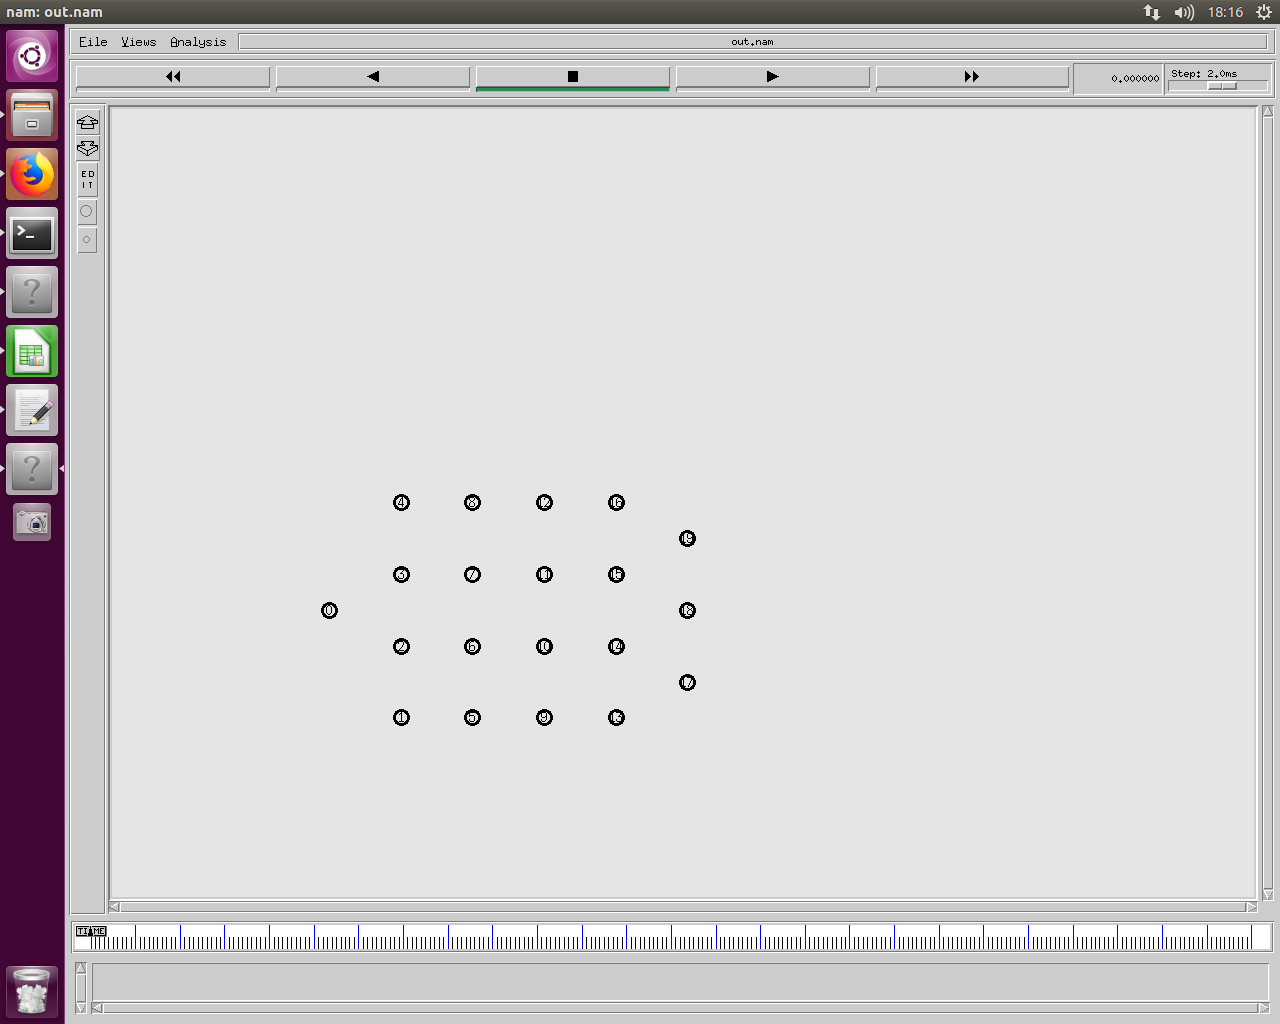 nam: out.nam
18:16
File Views Analysis
out.nam
0.000000
Step: 2.0ms
ED
IT
4 8 12 16
19
3 7 11 15
0
18
2 6 10 14
17
1 5 9 13
TIME